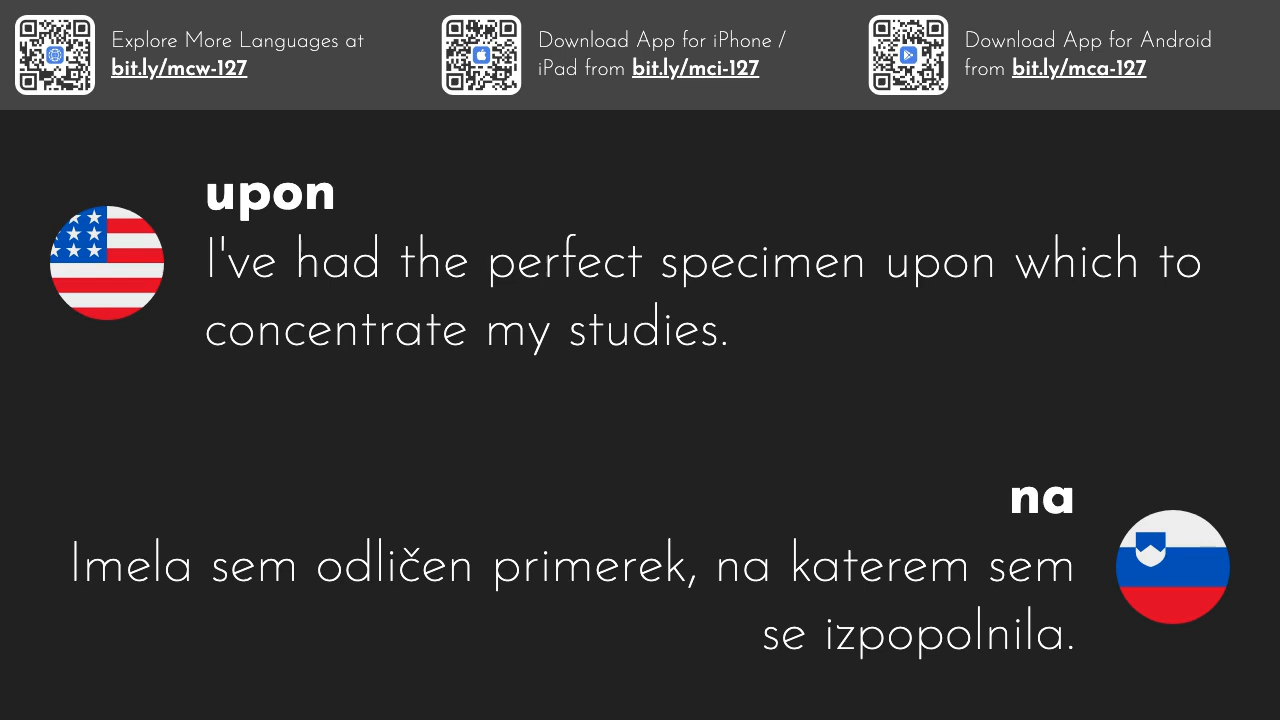 Explore More Languages at
bit.ly/mcw-127
Download App for iPhone /
iPad from bit.ly/mci-127
Download App for Android
from bit.ly/mca-127
upon
I've had the perfect specimen upon which to
concentrate my studies.
na
Imela sem odličen primerek, na katerem sem
se izpopolnila.